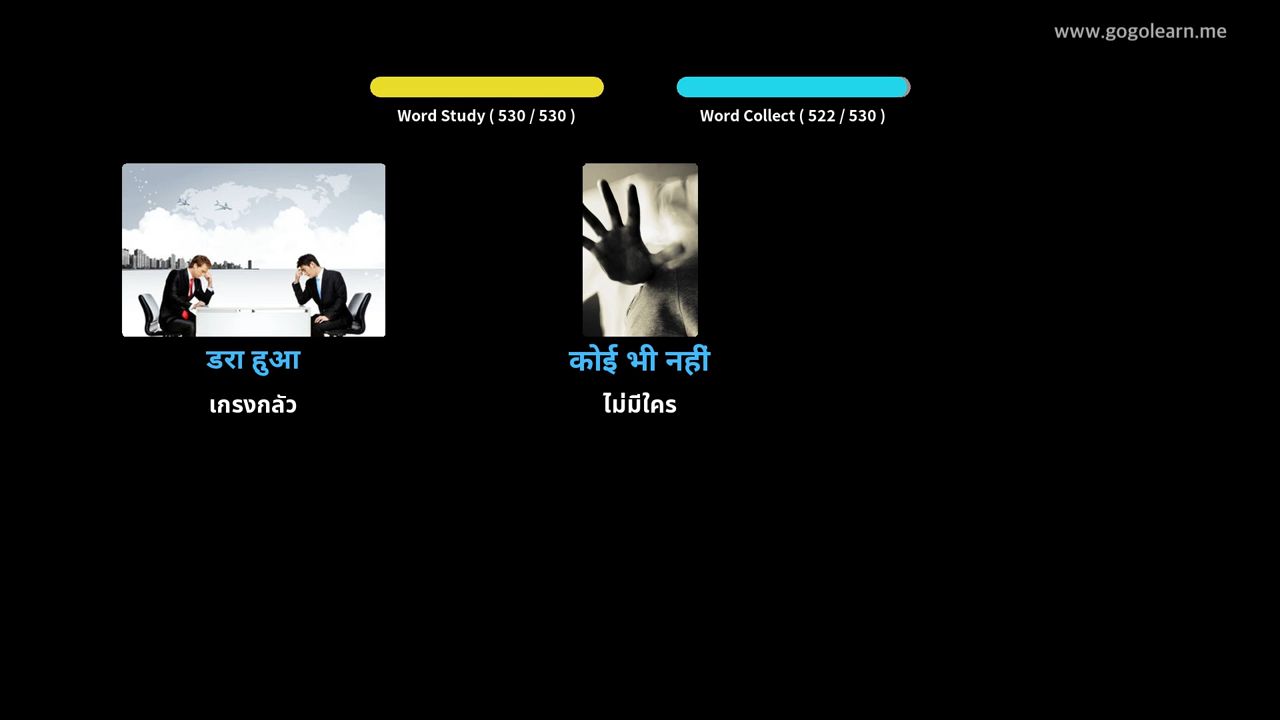 www.gogolearn.me
Word Study ( 530 / 530 )
Word Collect ( 522 / 530 )
डरा हुआ
कोई भी नहीं
เกรงกลัว
ไม่มีใคร